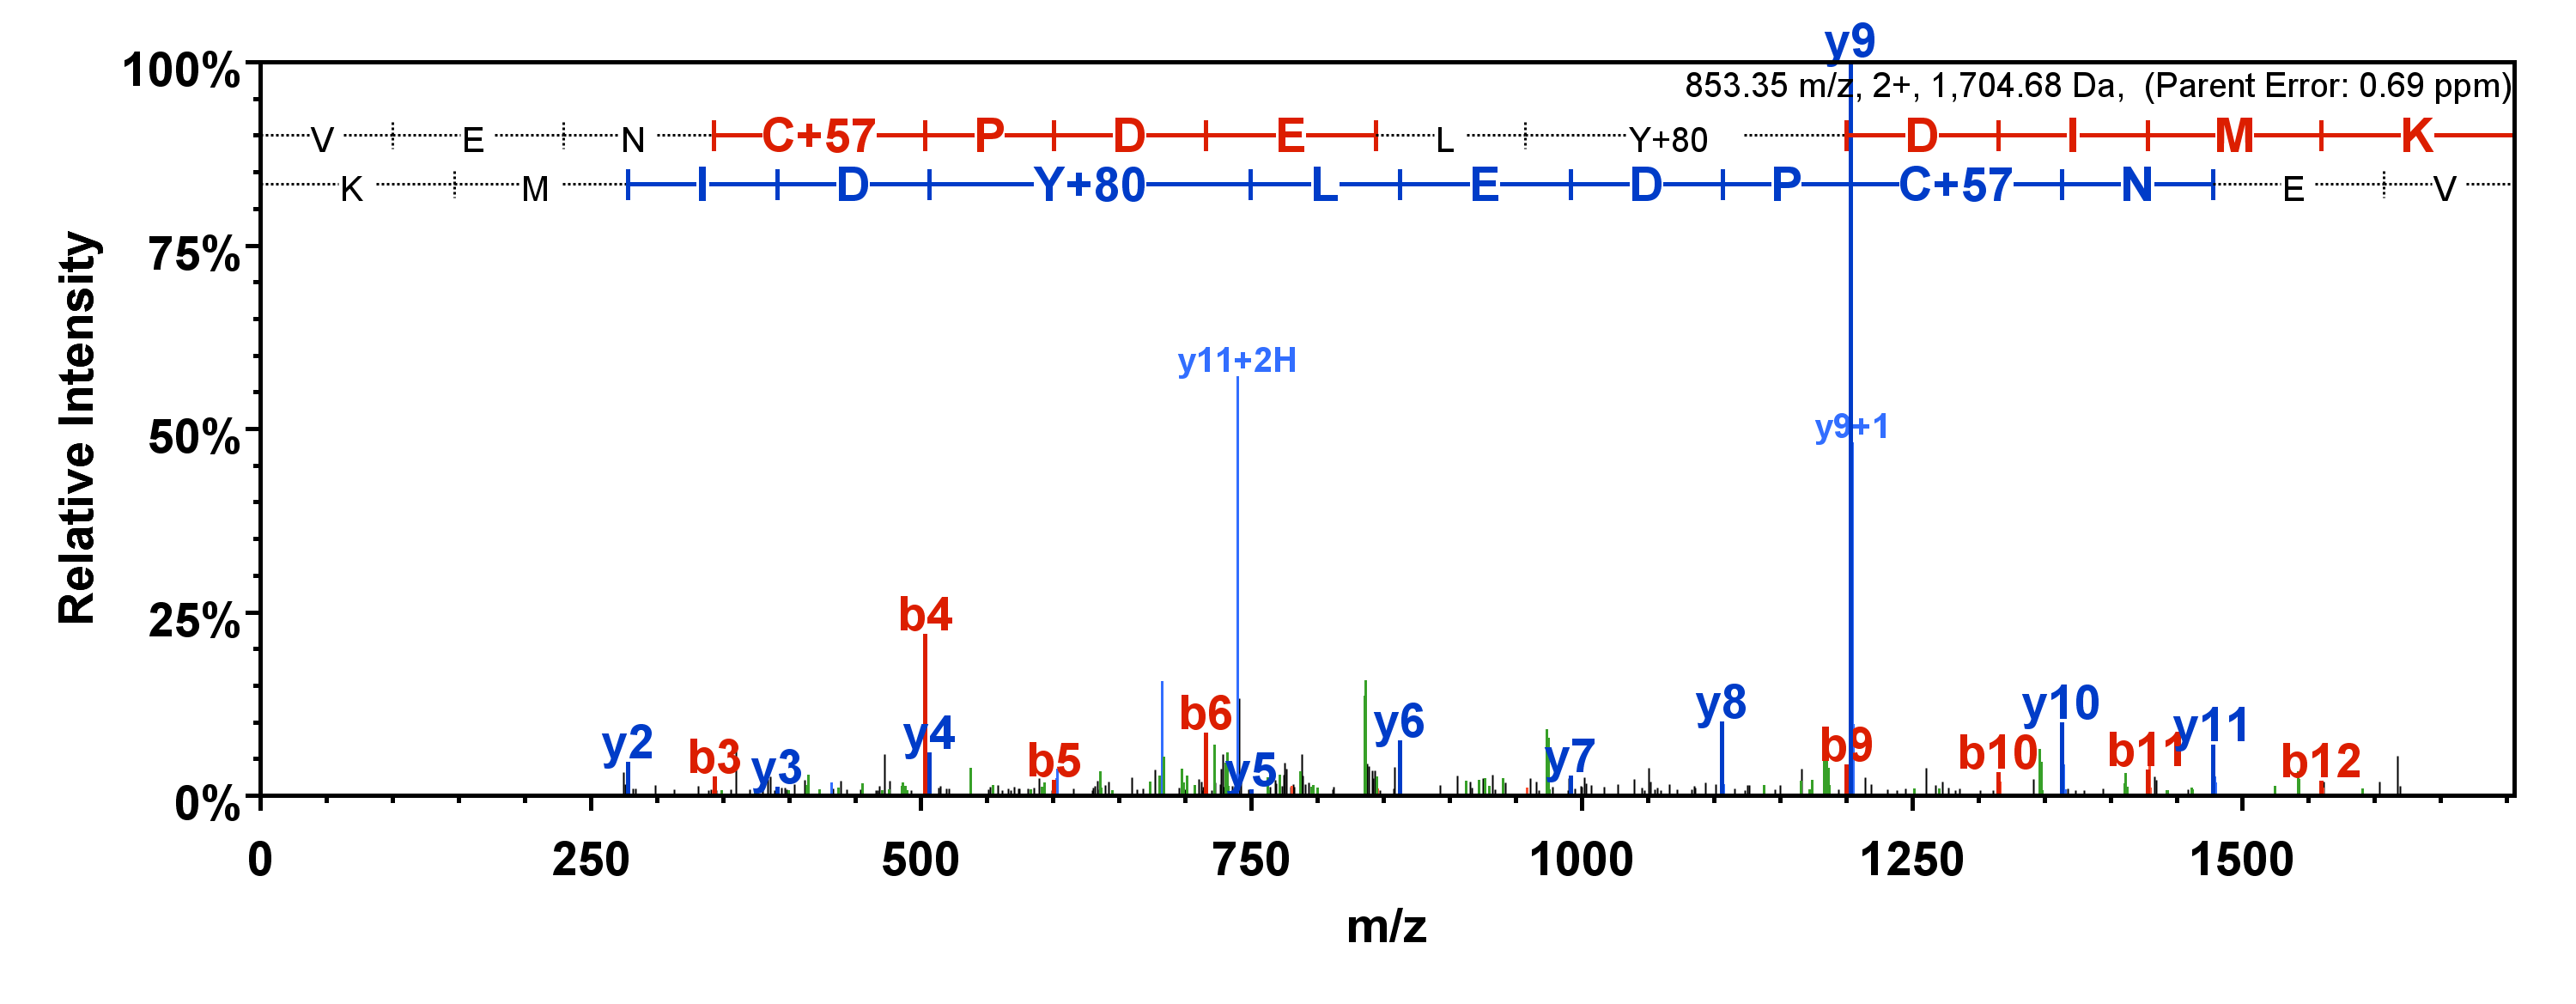 y9
100%
853.35 m/z, 2+, 1,704.68 Da, (Parent Error: 0.69 ppm)
V E N C+57 P D E L Y+80 D I M K
K M I D Y+80 L E D P C+57 N E V
75%
Relative Intensity
y11+2H
50%
y9+1
25%
b4
y2 b3 y3 y4 b5 b6 y5 y6 y7 y8 b9 b10 y10 b11 y11 b12
0%
0 250 500 750 1000 1250 1500
m/z